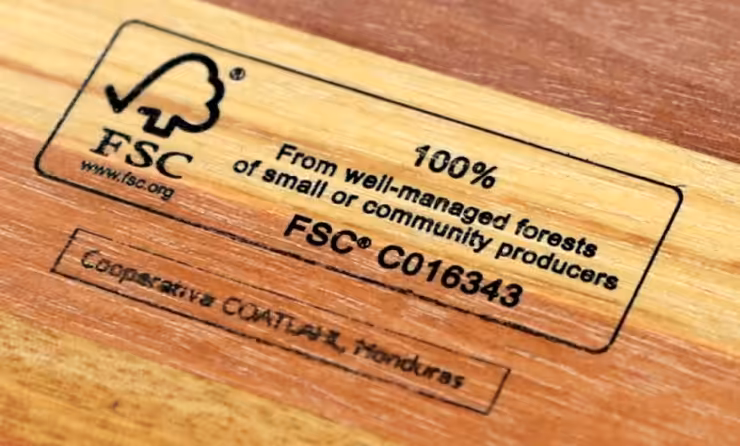 FSC®
www.fsc.org
100%
From well-managed forests
of small or community producers
FSC® C016343
Cooperativa COATLAHL, Honduras